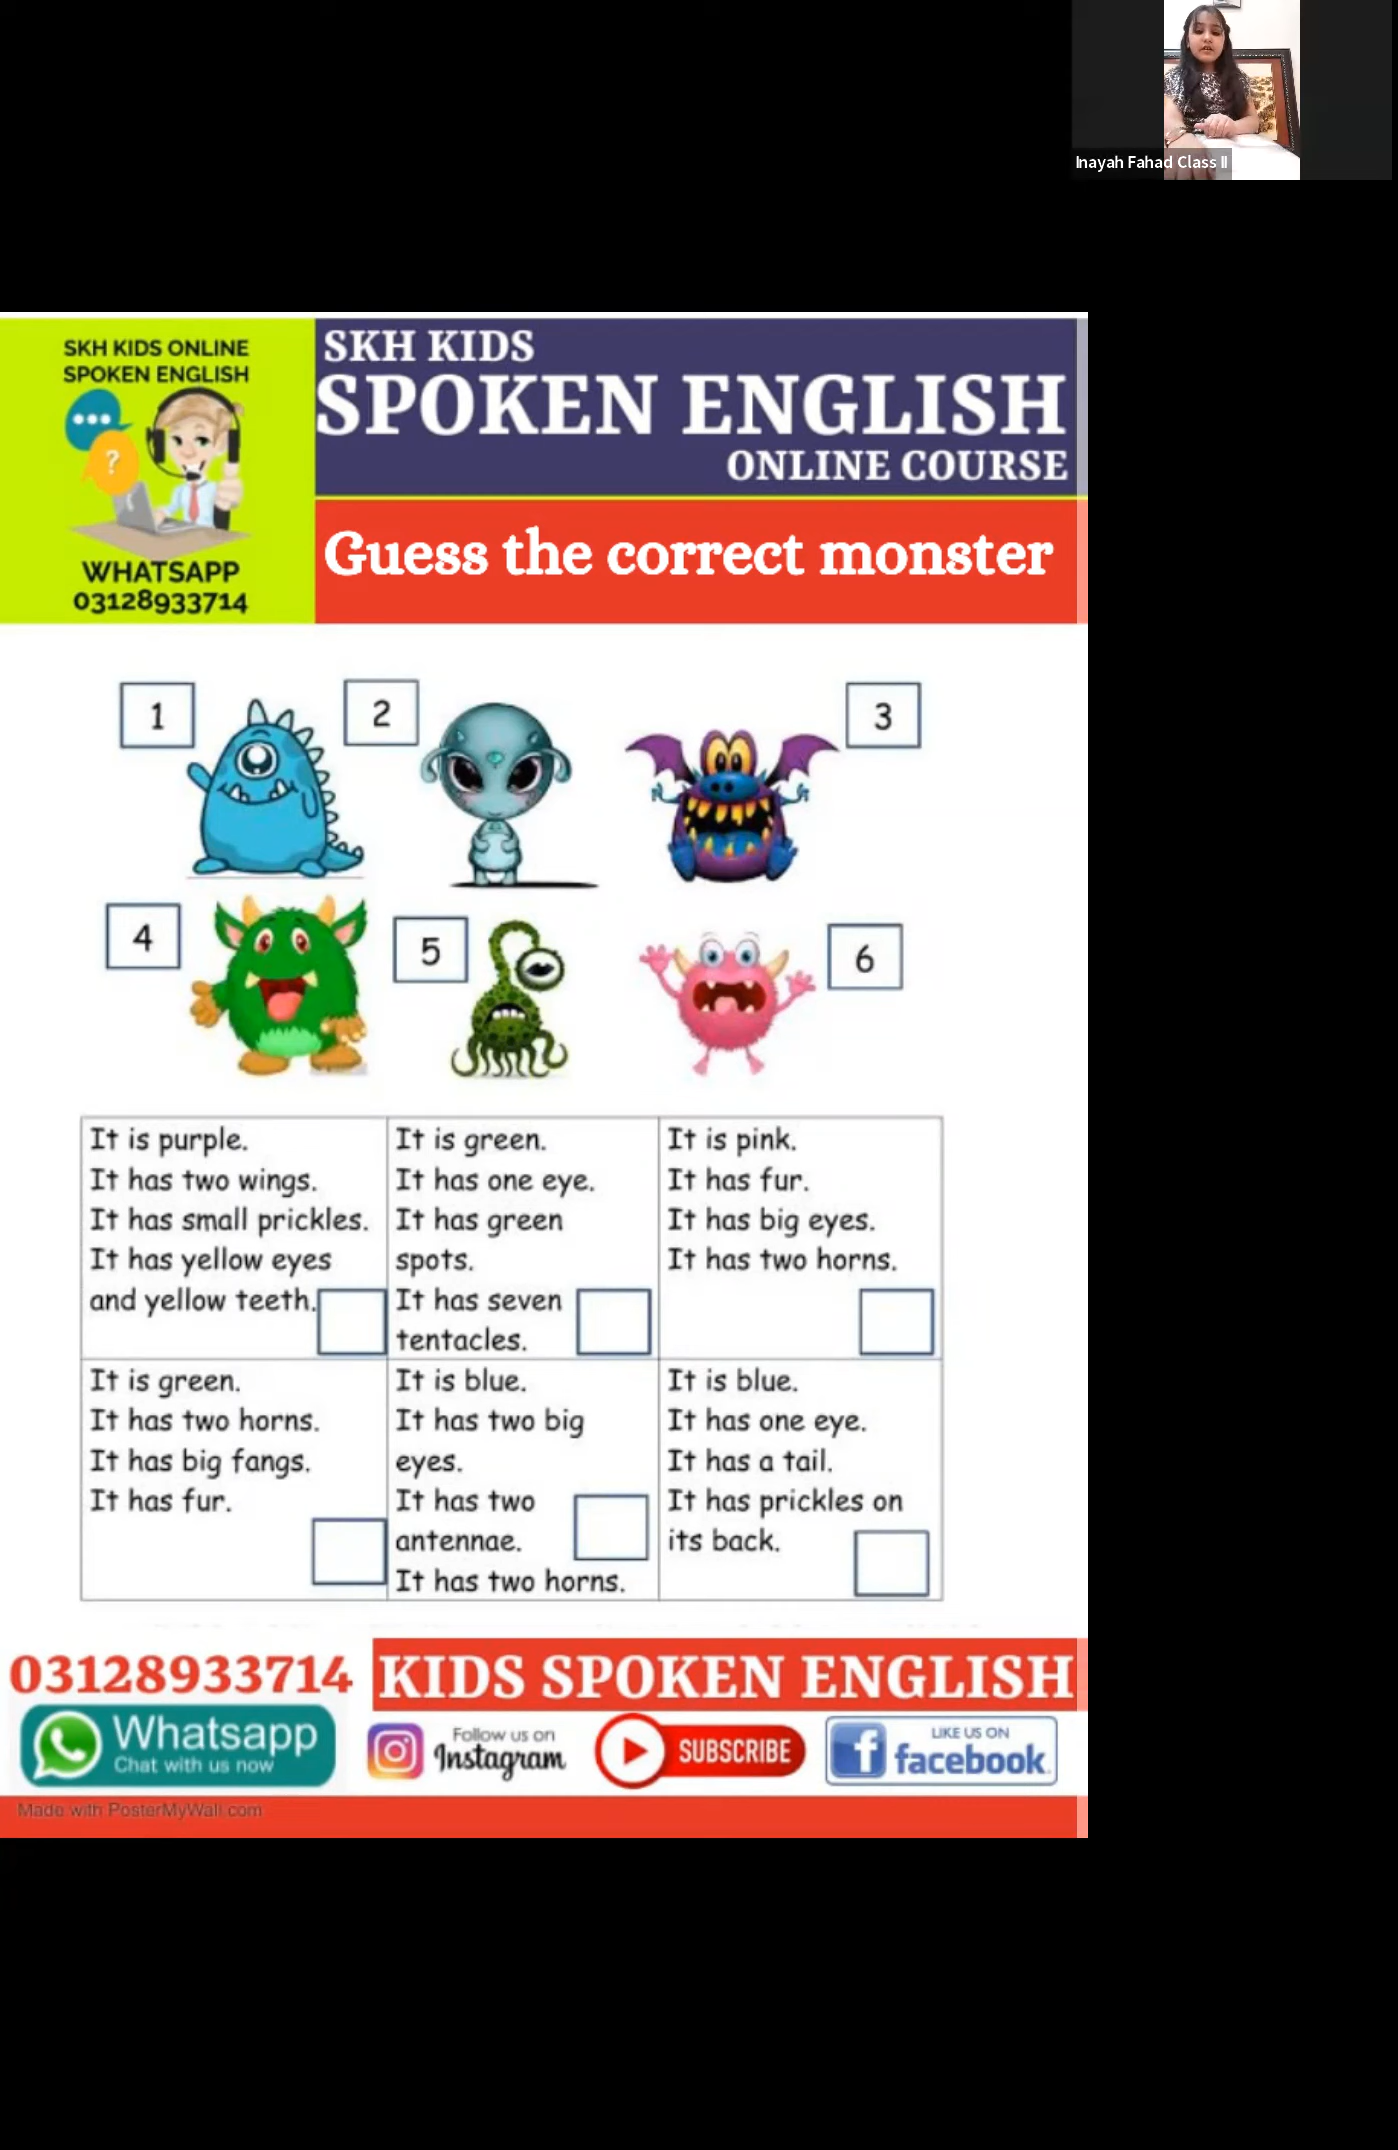 Inayah Fahad Class II
SKH KIDS ONLINE
SPOKEN ENGLISH
?
WHATSAPP
03128933714
SKH KIDS
SPOKEN ENGLISH
ONLINE COURSE
Guess the correct monster
1
2
3
4
5
6
It is purple.
It has two wings.
It has small prickles.
It has yellow eyes
and yellow teeth.
It is green.
It has one eye.
It has green
spots.
It has seven
tentacles.
It is pink.
It has fur.
It has big eyes.
It has two horns.
It is green.
It has two horns.
It has big fangs.
It has fur.
It is blue.
It has two big
eyes.
It has two
antennae.
It has two horns.
It is blue.
It has one eye.
It has a tail.
It has prickles on
its back.
03128933714
KIDS SPOKEN ENGLISH
Whatsapp
Chat with us now
Follow us on
Instagram
SUBSCRIBE
LIKE US ON
facebook
Made with PosterMyWall.com